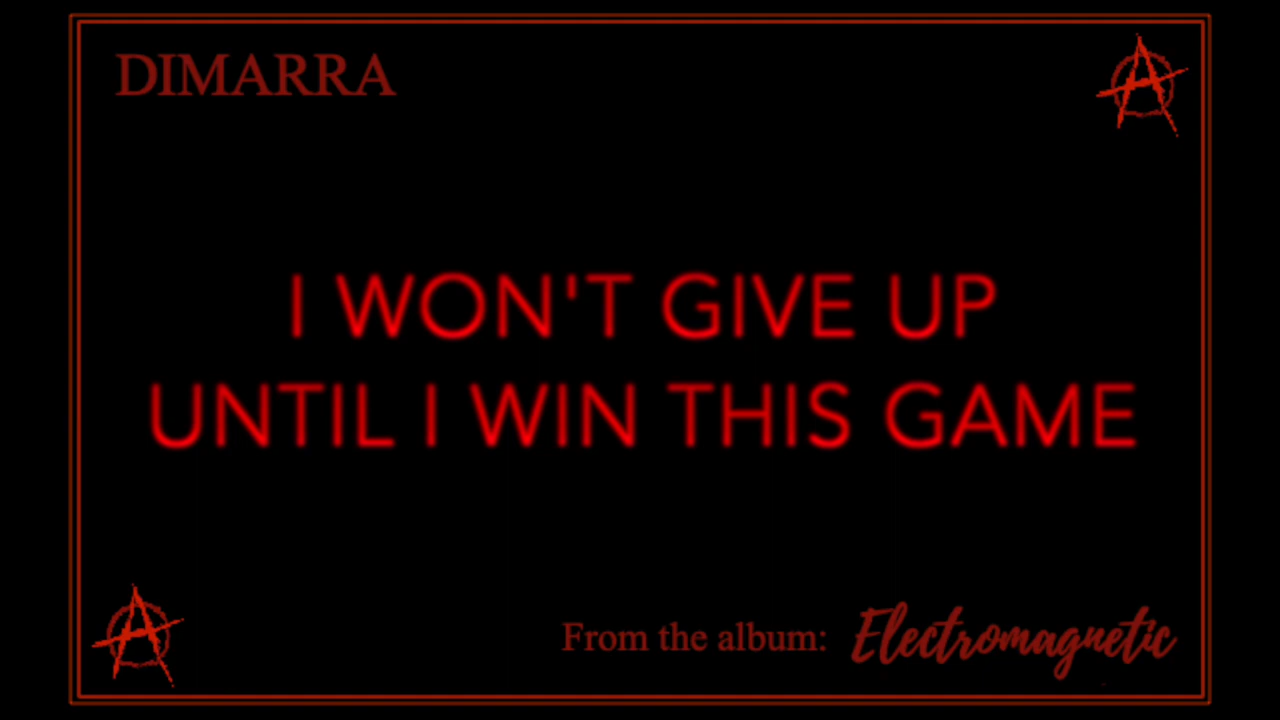 DIMARRA
I WON'T GIVE UP
UNTIL I WIN THIS GAME
From the album: Electromagnetic